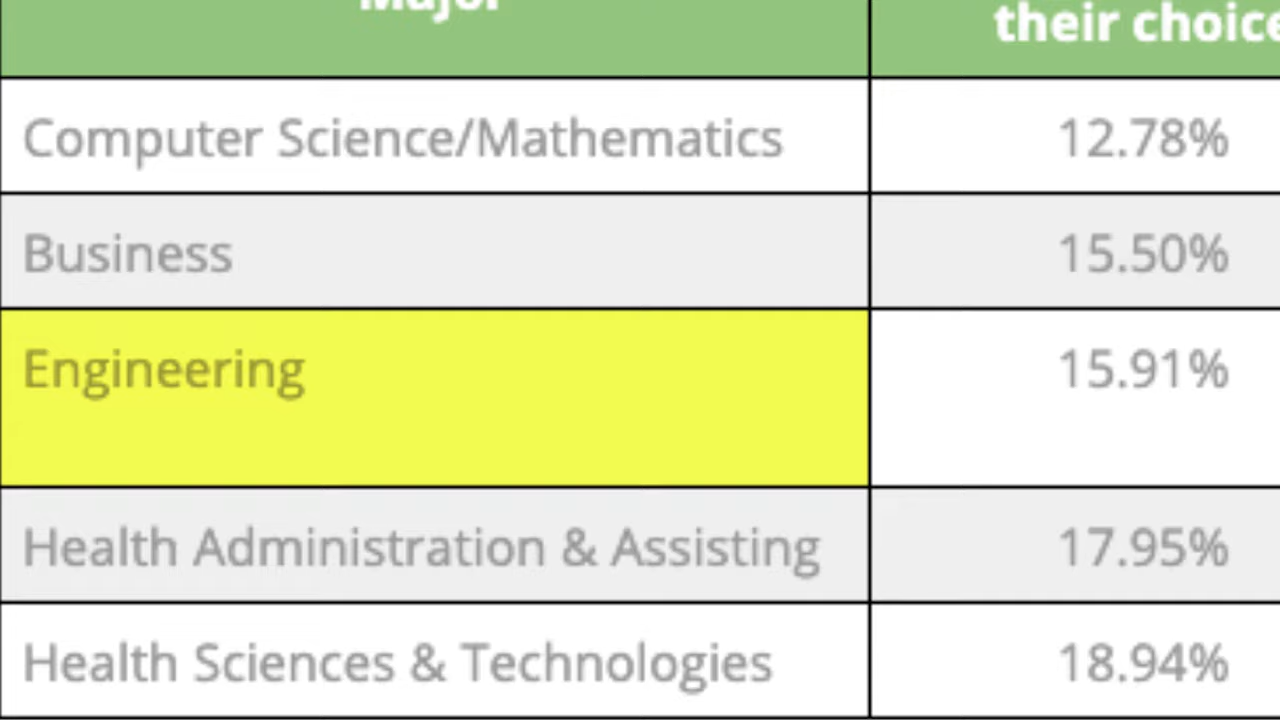 Major
their choice
Computer Science/Mathematics
12.78%
Business
15.50%
Engineering
15.91%
Health Administration & Assisting
17.95%
Health Sciences & Technologies
18.94%